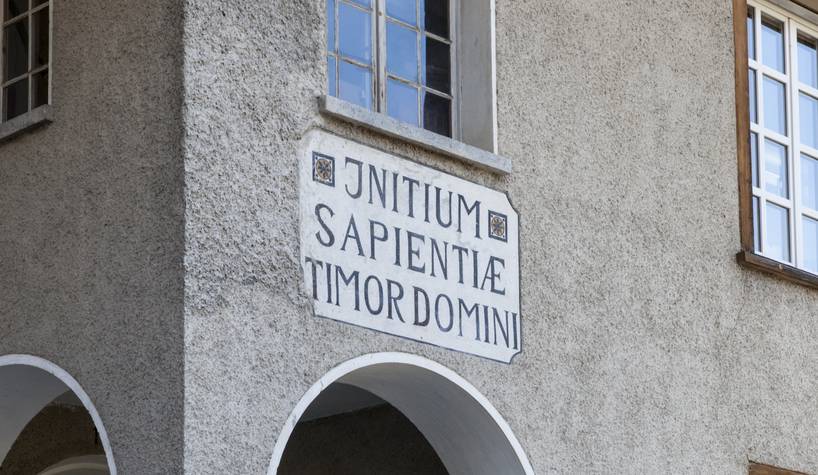 JNITIUM
SAPIENTIÆ
TIMOR DOMINI